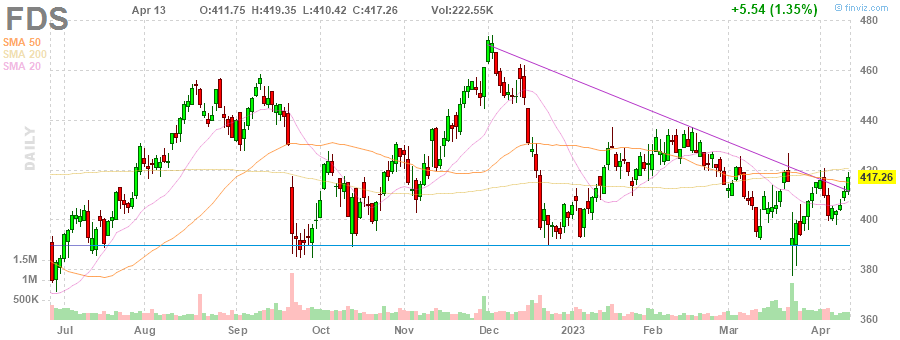 FDS Apr 13 O:411.75 H:419.35 L:410.42 C:417.26 Vol:222.55K +5.54 (1.35%) © finviz.com
SMA 50
SMA 200
SMA 20
DAILY
480
460
440
420
417.26
400
380
360
1.5M
1M
500K
Jul Aug Sep Oct Nov Dec 2023 Feb Mar Apr